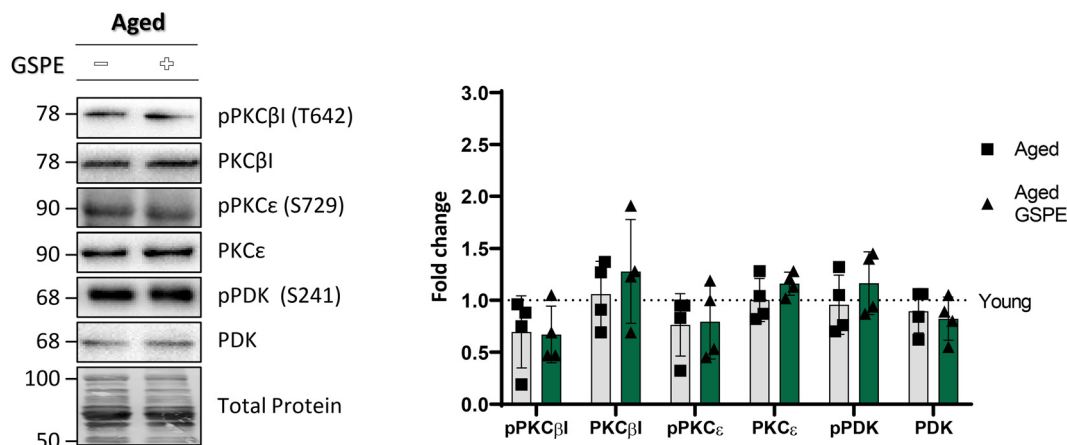 Aged
GSPE − +
78 pPKCβI (T642)
78 PKCβI
90 pPKCε (S729)
90 PKCε
68 pPDK (S241)
68 PDK
100
Total Protein
50
Fold change
3.0
2.5
2.0
1.5
1.0
0.5
0.0
pPKCβI PKCβI pPKCε PKCε pPDK PDK
Aged
Aged
GSPE
Young